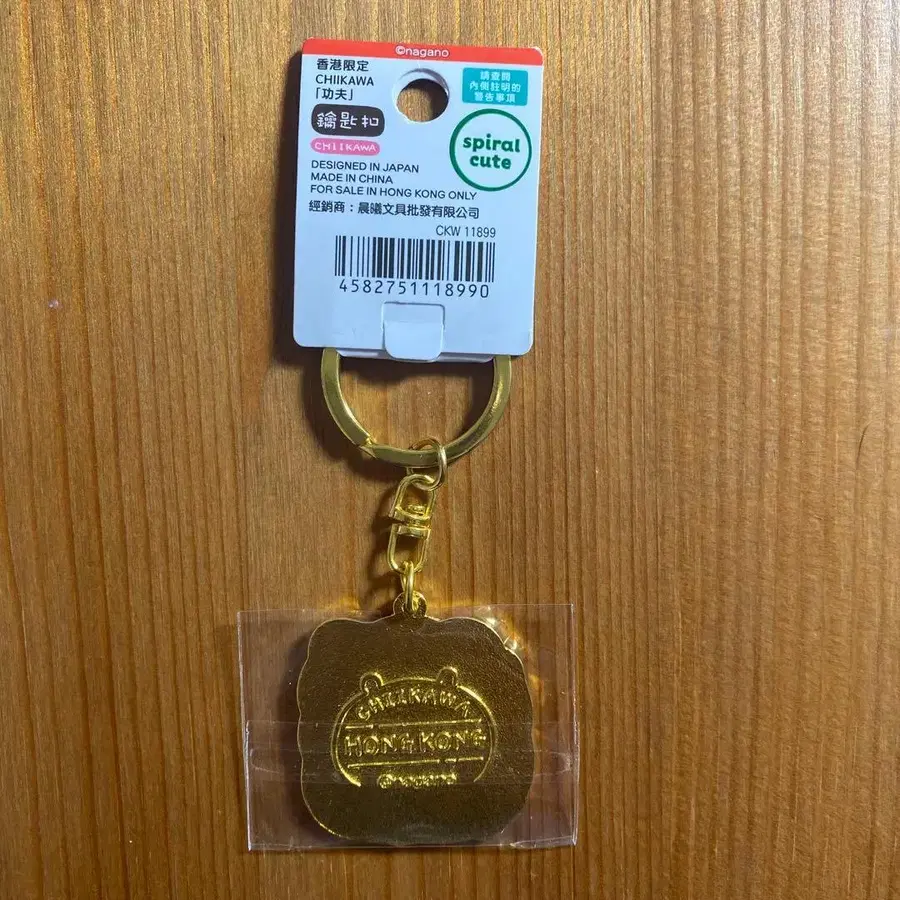 ©nagano
香港限定
CHIIKAWA
「功夫」
鑰匙扣
CHIIKAWA
請查閱
內側註明的
警告事項
spiral
cute
DESIGNED IN JAPAN
MADE IN CHINA
FOR SALE IN HONG KONG ONLY
經銷商：晨曦文具批發有限公司
CKW 11899
4582751118990
CHIIKAWA
HONG KONG
©nagano